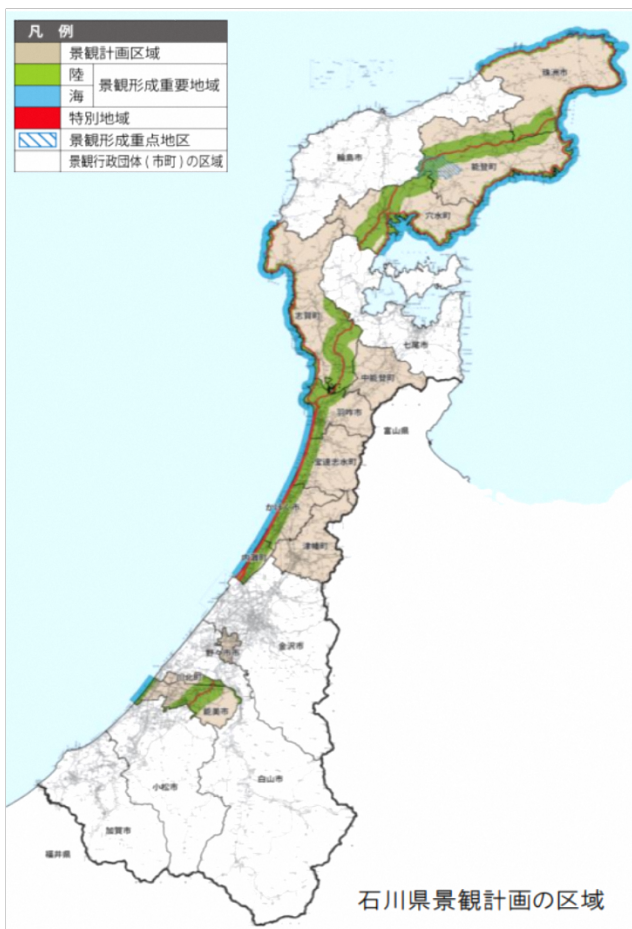 凡 例
景観計画区域
陸
海
景観形成重要地域
特別地域
景観形成重点地区
景観行政団体(市町)の区域
珠洲市
輪島市
能登町
穴水町
志賀町
七尾市
中能登町
羽咋市
富山県
宝達志水町
かほく市
津幡町
内灘町
金沢市
野々市市
川北町
能美市
白山市
小松市
加賀市
福井県
石川県景観計画の区域